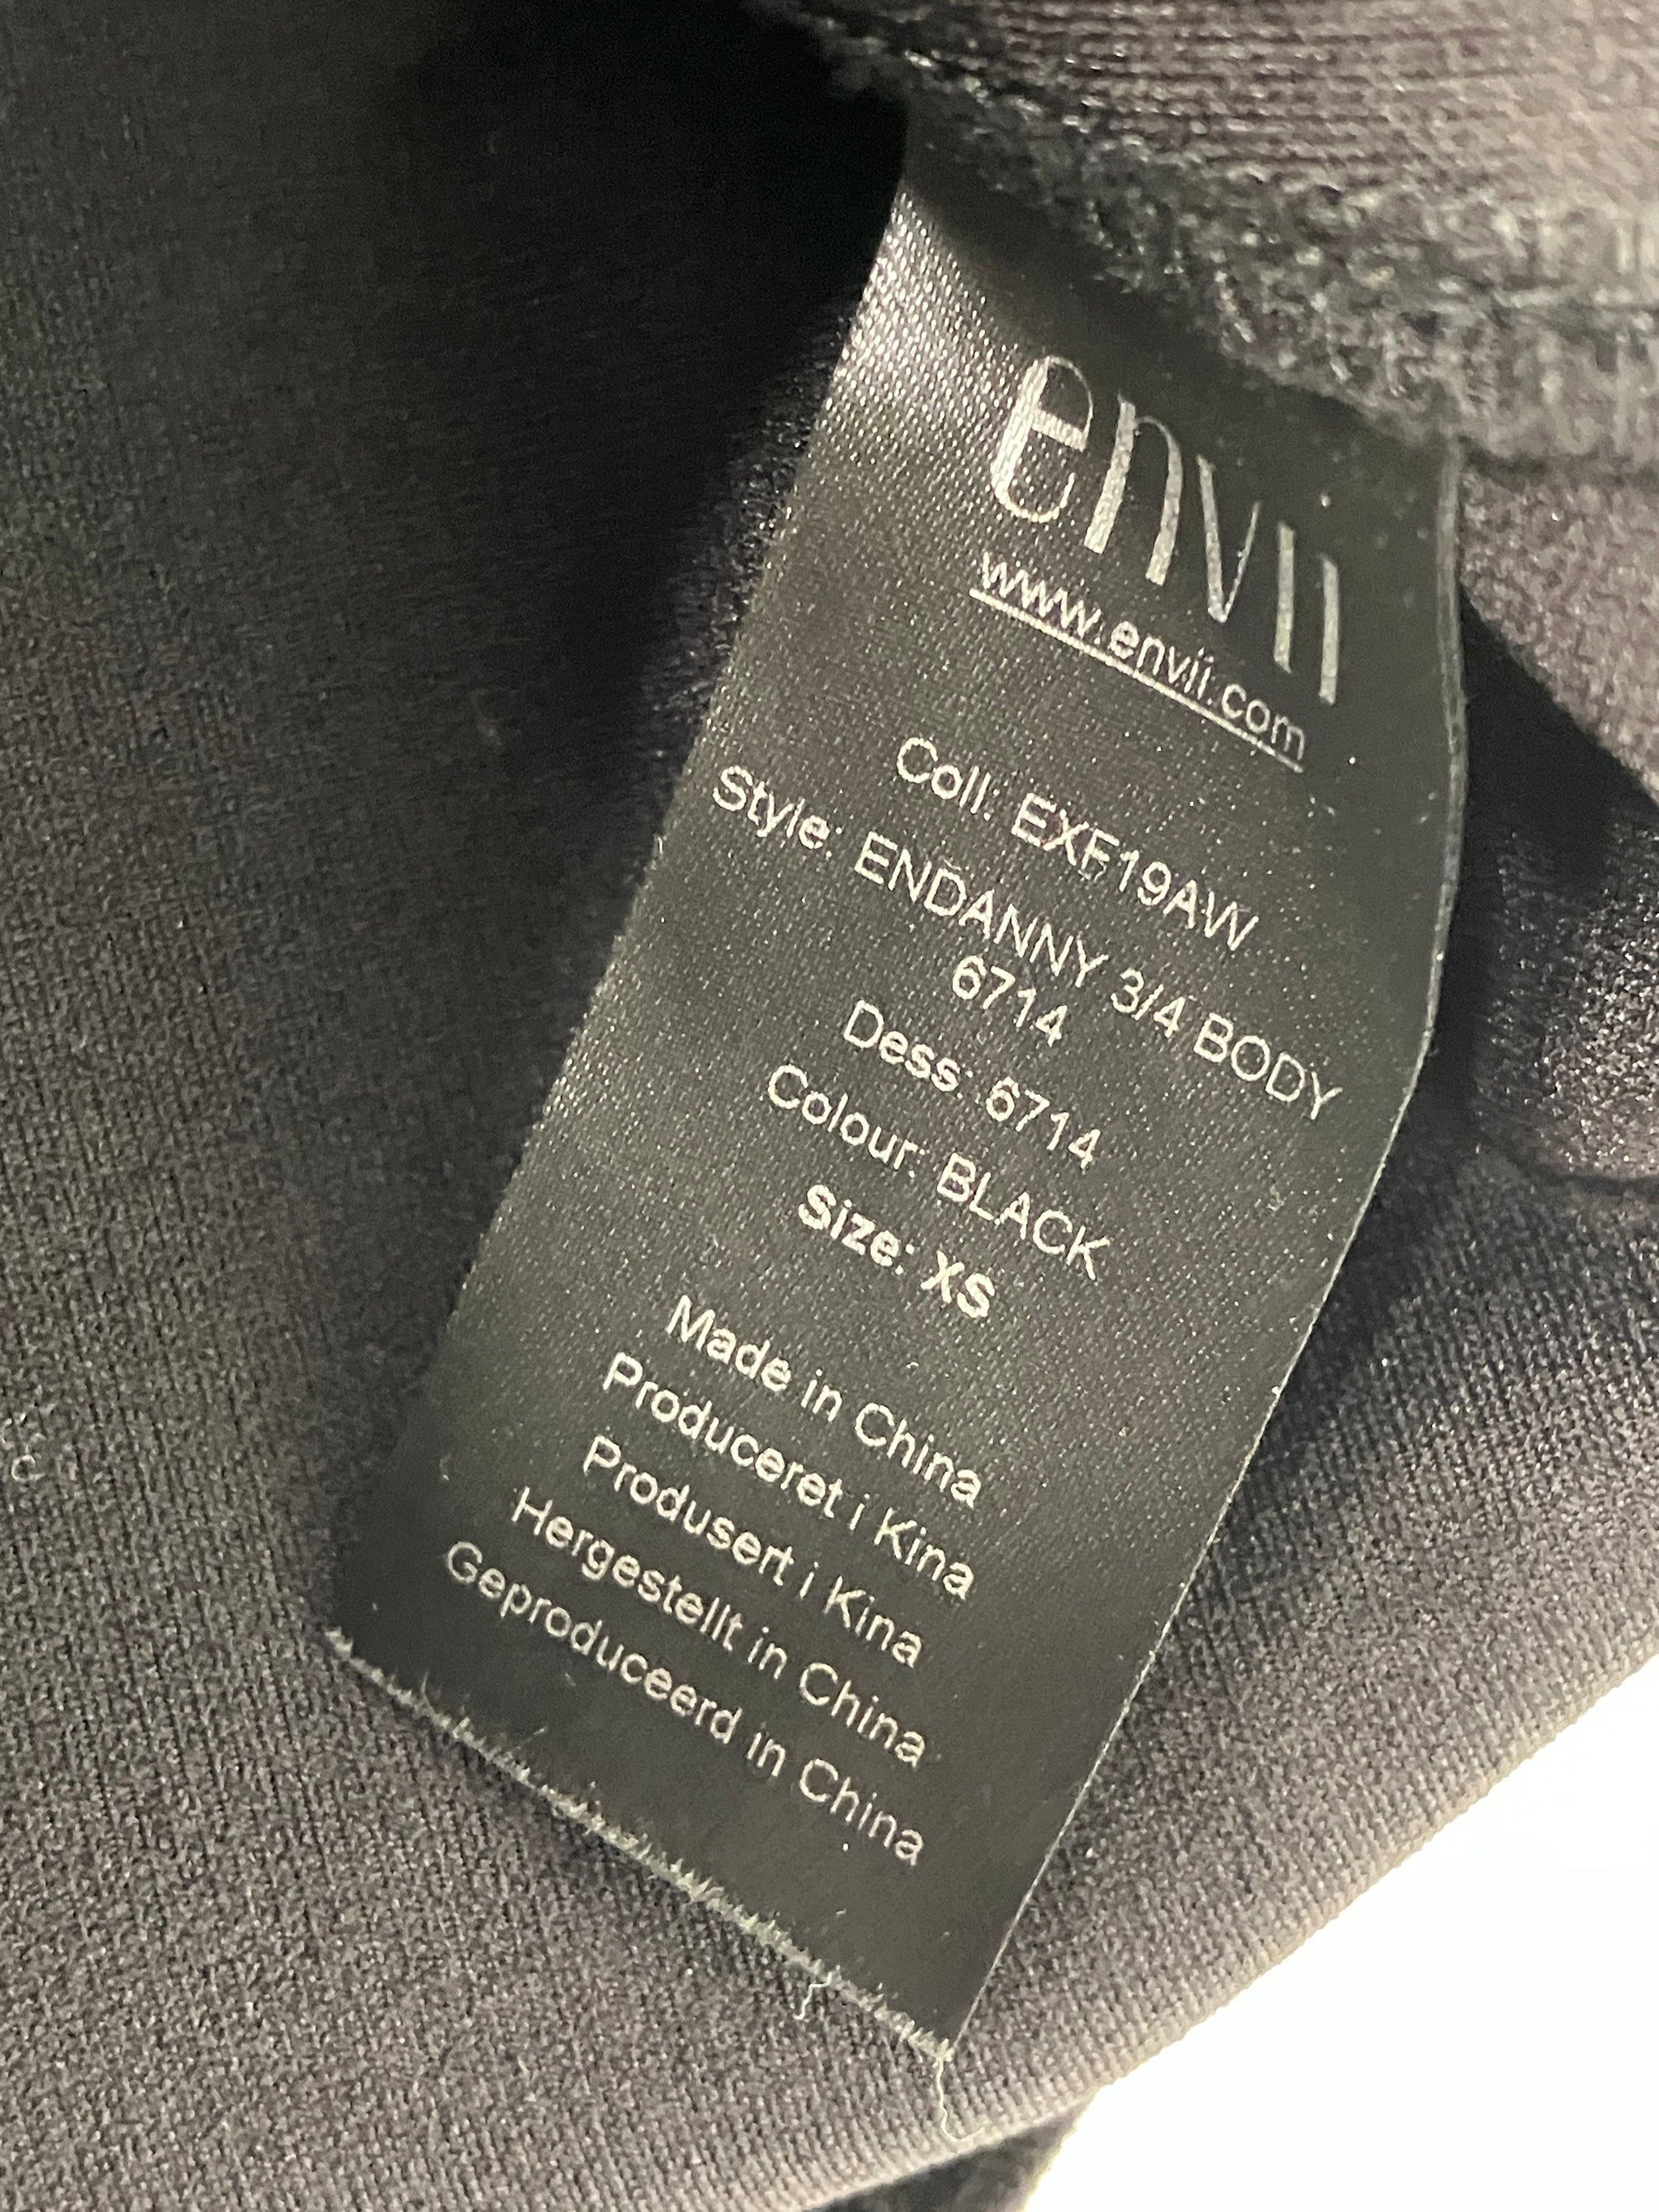 envii
www.envii.com
Coll: EXF19AW
Style: ENDANNY 3/4 BODY
6714
Dess: 6714
Colour: BLACK
Size: XS
Made in China
Produceret i Kina
Produsert i Kina
Hergestellt in China
Geproduceerd in China